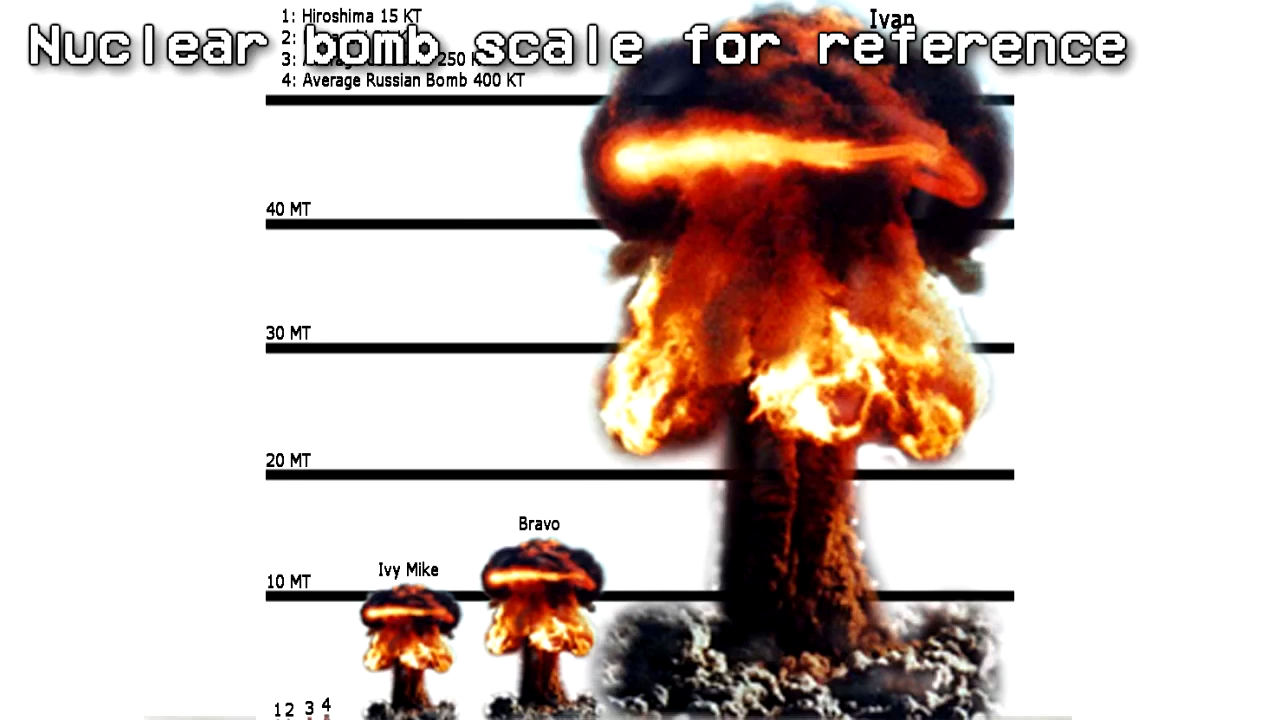 1: Hiroshima 15 KT
Ivan
Nuclear bomb scale for reference
2:
3: 250
4: Average Russian Bomb 400 KT
40 MT
30 MT
20 MT
Bravo
Ivy Mike
10 MT
1 2 3 4